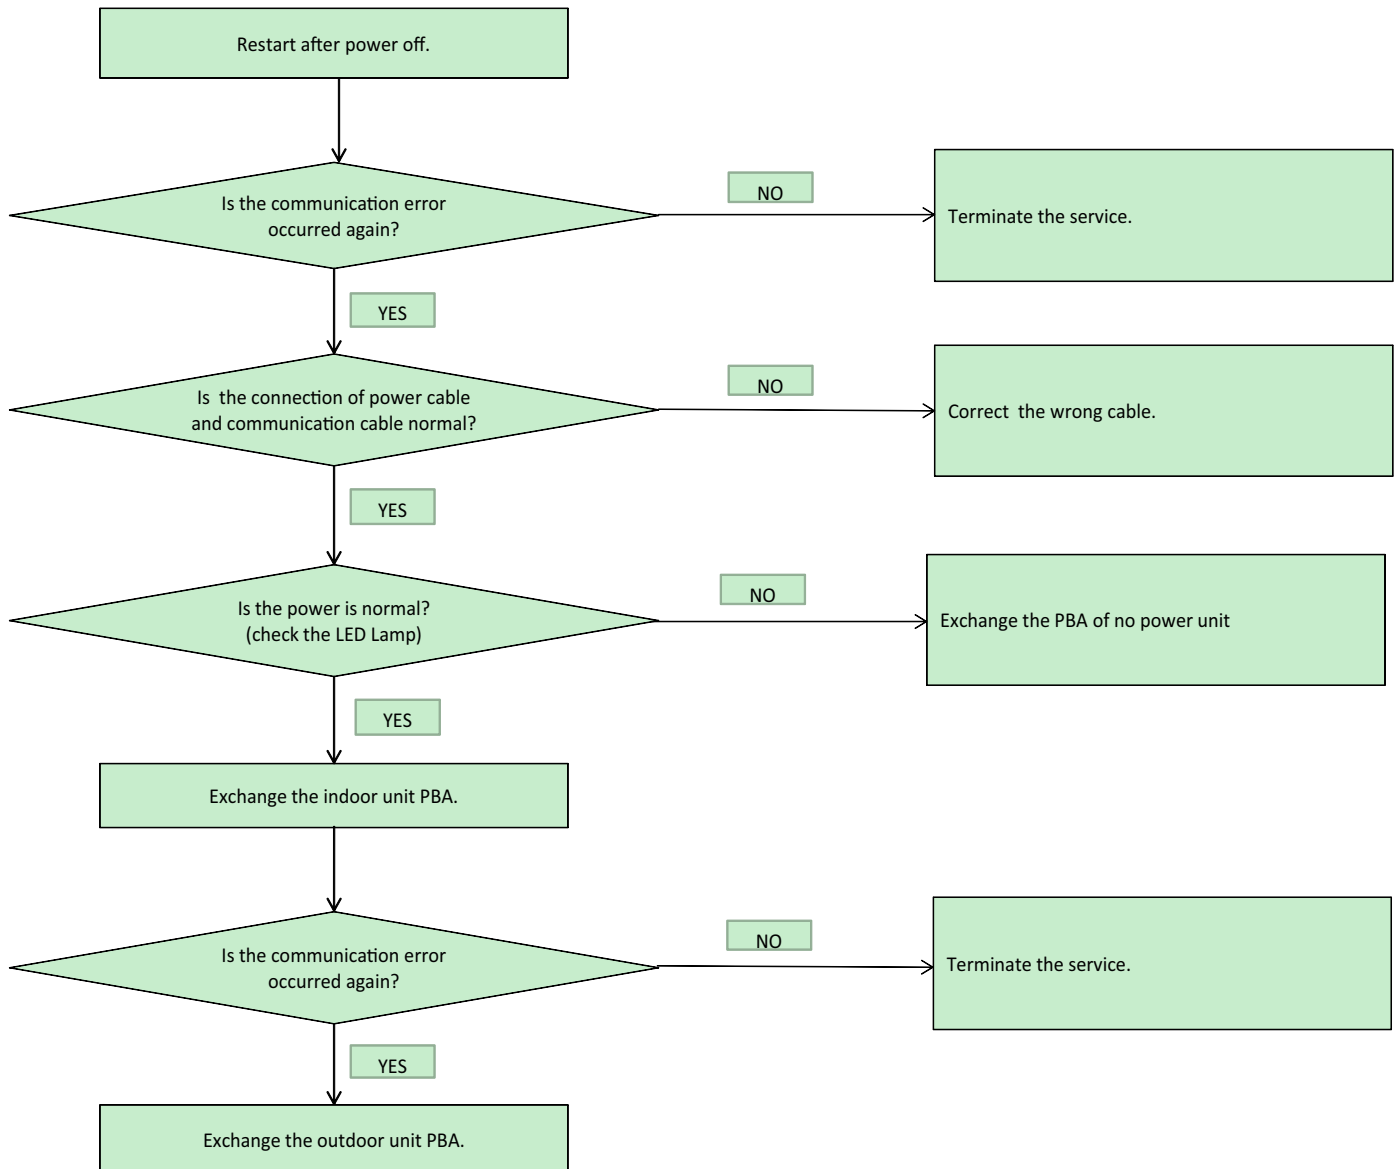 Restart after power off.
Is the communication error
occurred again?
NO
Terminate the service.
YES
Is  the connection of power cable
and communication cable normal?
NO
Correct  the wrong cable.
YES
Is the power is normal?
(check the LED Lamp)
NO
Exchange the PBA of no power unit
YES
Exchange the indoor unit PBA.
Is the communication error
occurred again?
NO
Terminate the service.
YES
Exchange the outdoor unit PBA.